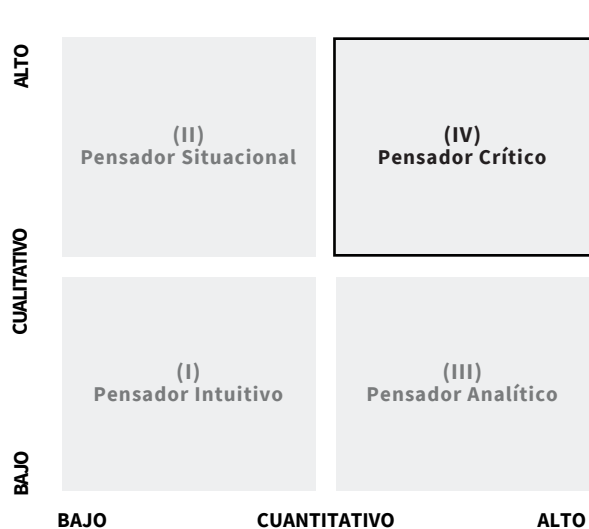 ALTO
(II)
Pensador Situacional
(IV)
Pensador Crítico
CUALITATIVO
(I)
Pensador Intuitivo
(III)
Pensador Analítico
BAJO
BAJO
CUANTITATIVO
ALTO